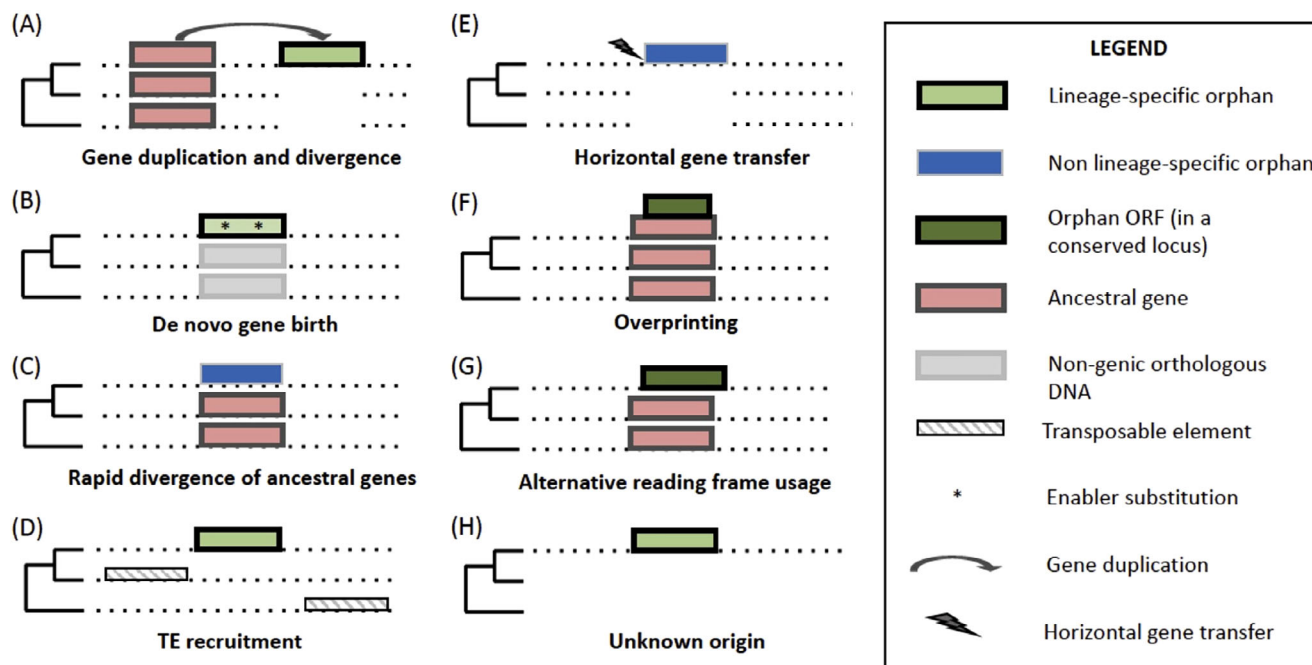 (A)
Gene duplication and divergence
(B)
* *
De novo gene birth
(C)
Rapid divergence of ancestral genes
(D)
TE recruitment
(E)
Horizontal gene transfer
(F)
Overprinting
(G)
Alternative reading frame usage
(H)
Unknown origin
LEGEND
Lineage-specific orphan
Non lineage-specific orphan
Orphan ORF (in a
conserved locus)
Ancestral gene
Non-genic orthologous
DNA
Transposable element
* Enabler substitution
Gene duplication
Horizontal gene transfer